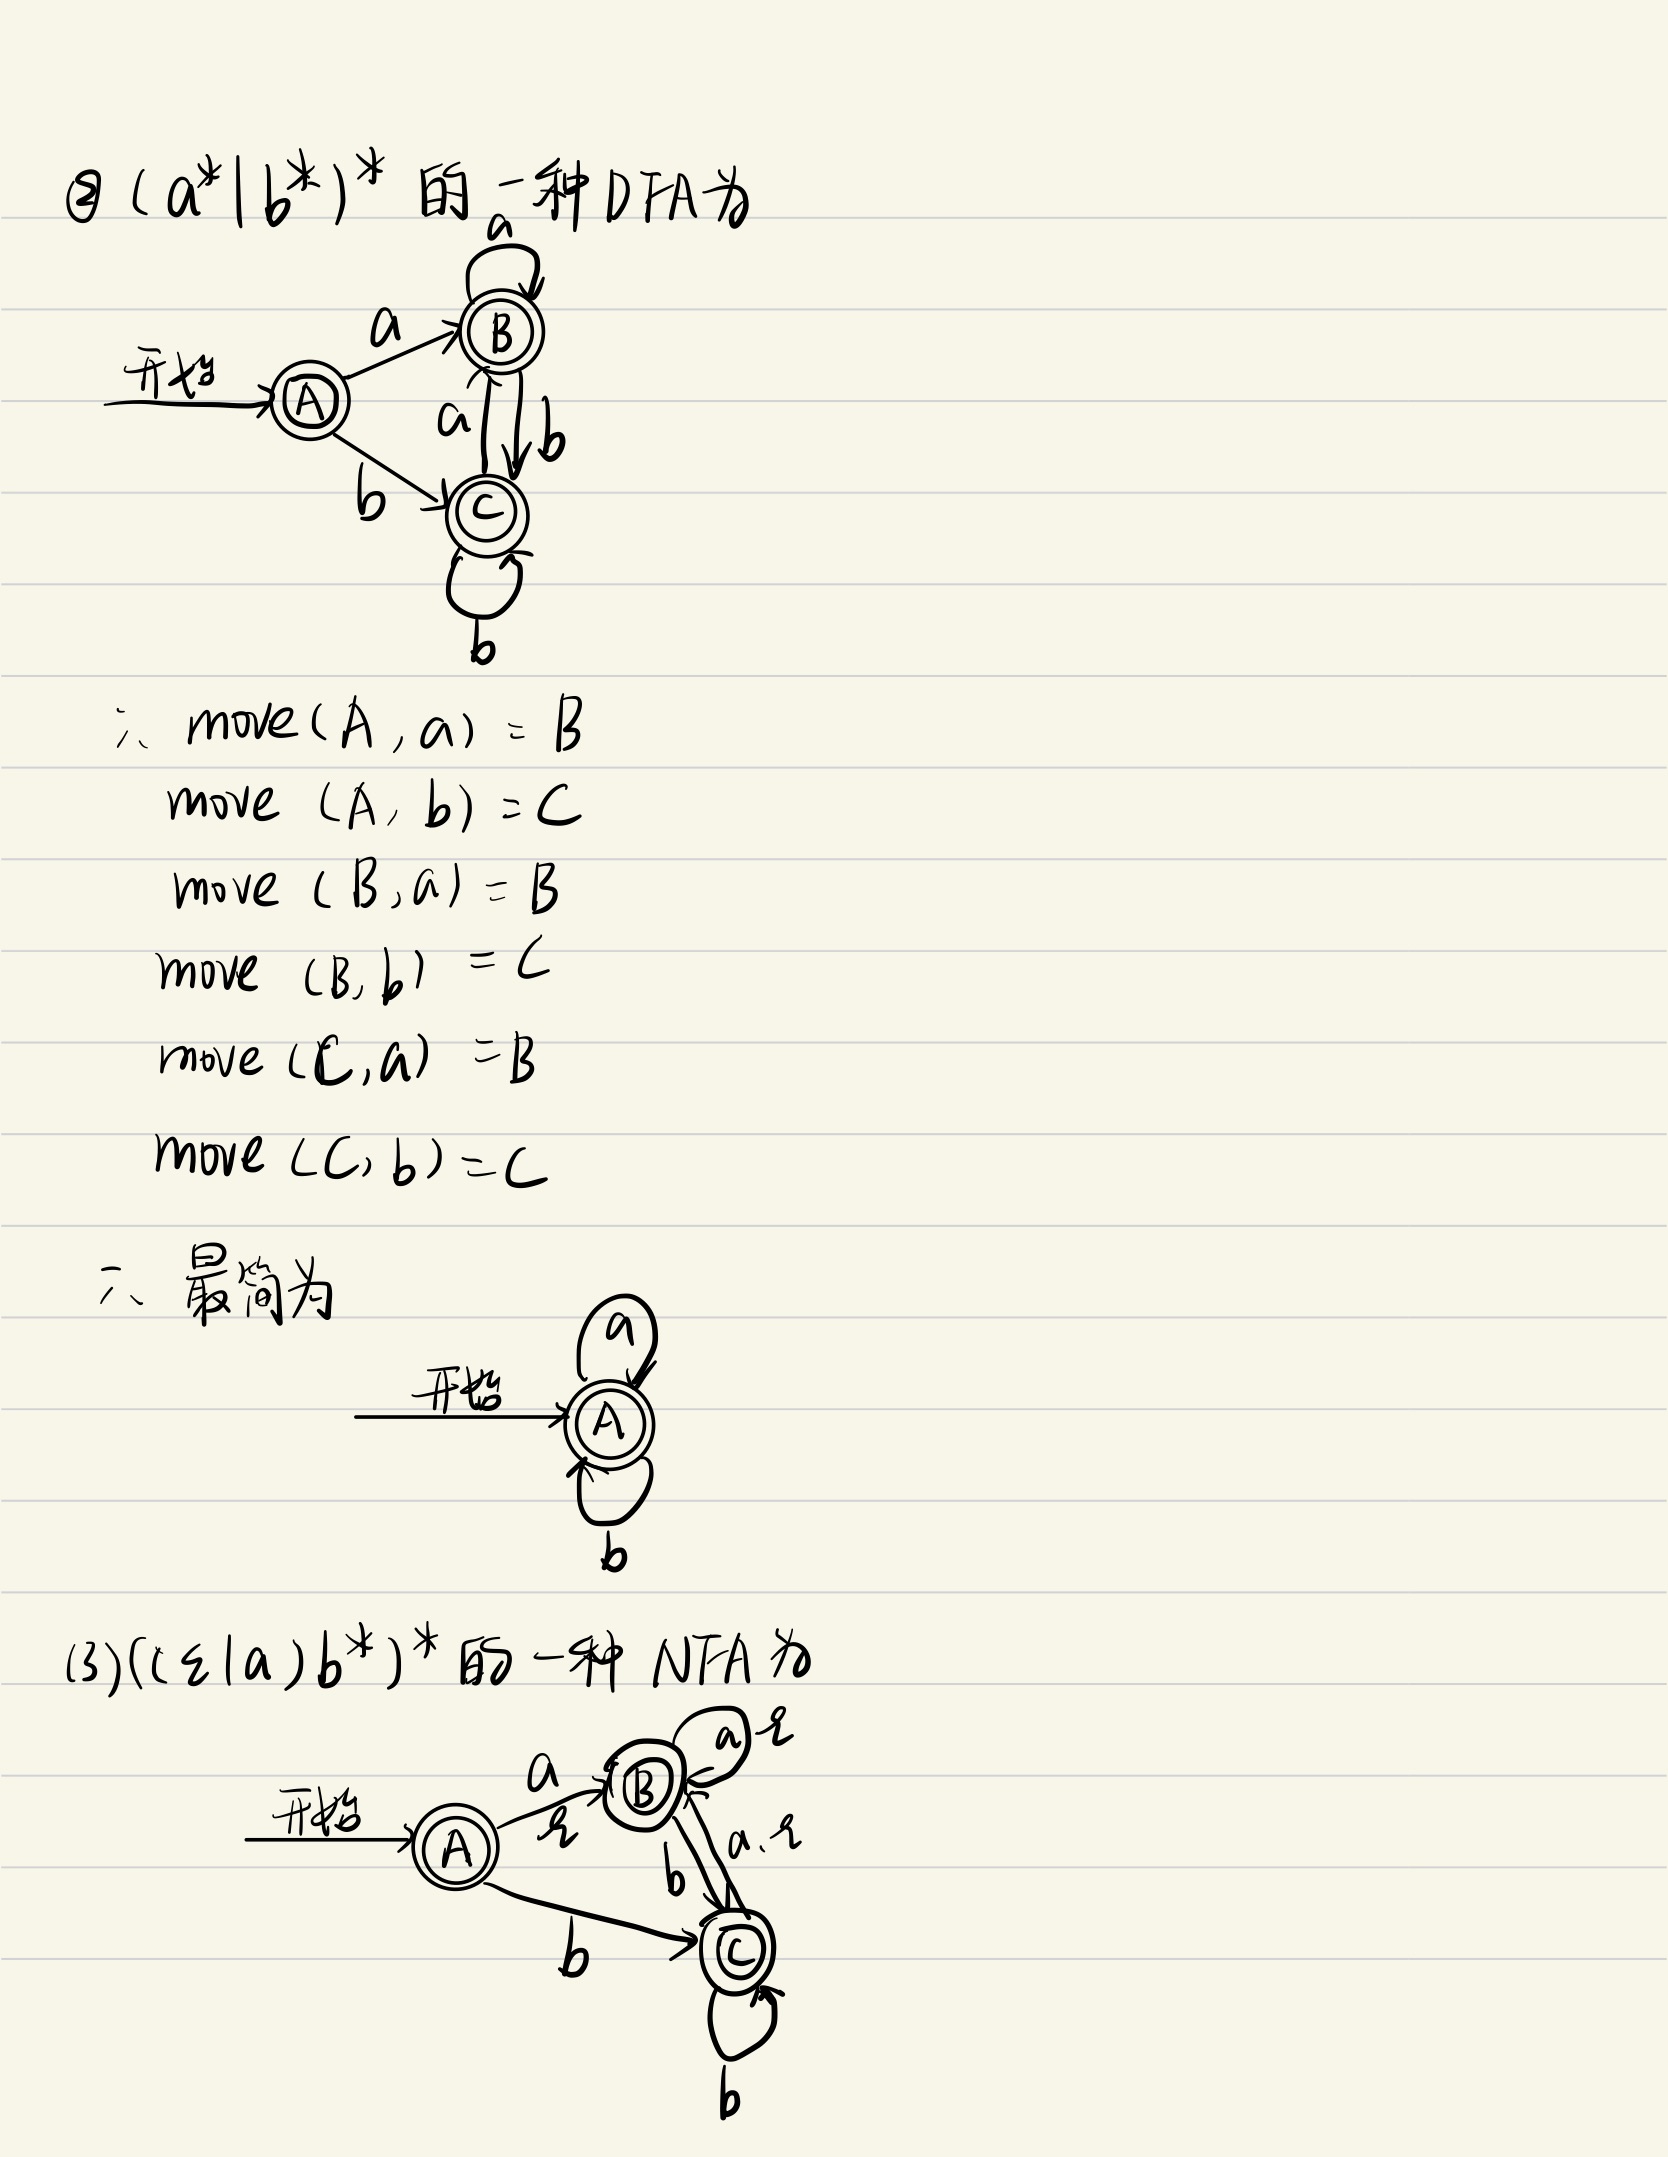 ② (a*|b*)* 的一种DFA为
a
a
B
开始
A
a
b
b
C
b
∴ move(A,a) = B
move (A,b) = C
move (B,a) = B
move (B,b) = C
move (C,a) = B
move (C,b) = C
∴ 最简为
a
开始
A
b
(3)((ε|a)b*)* 的一种 NFA 为
a ε
a
B
开始
ε
a.ε
A
b
b
C
b